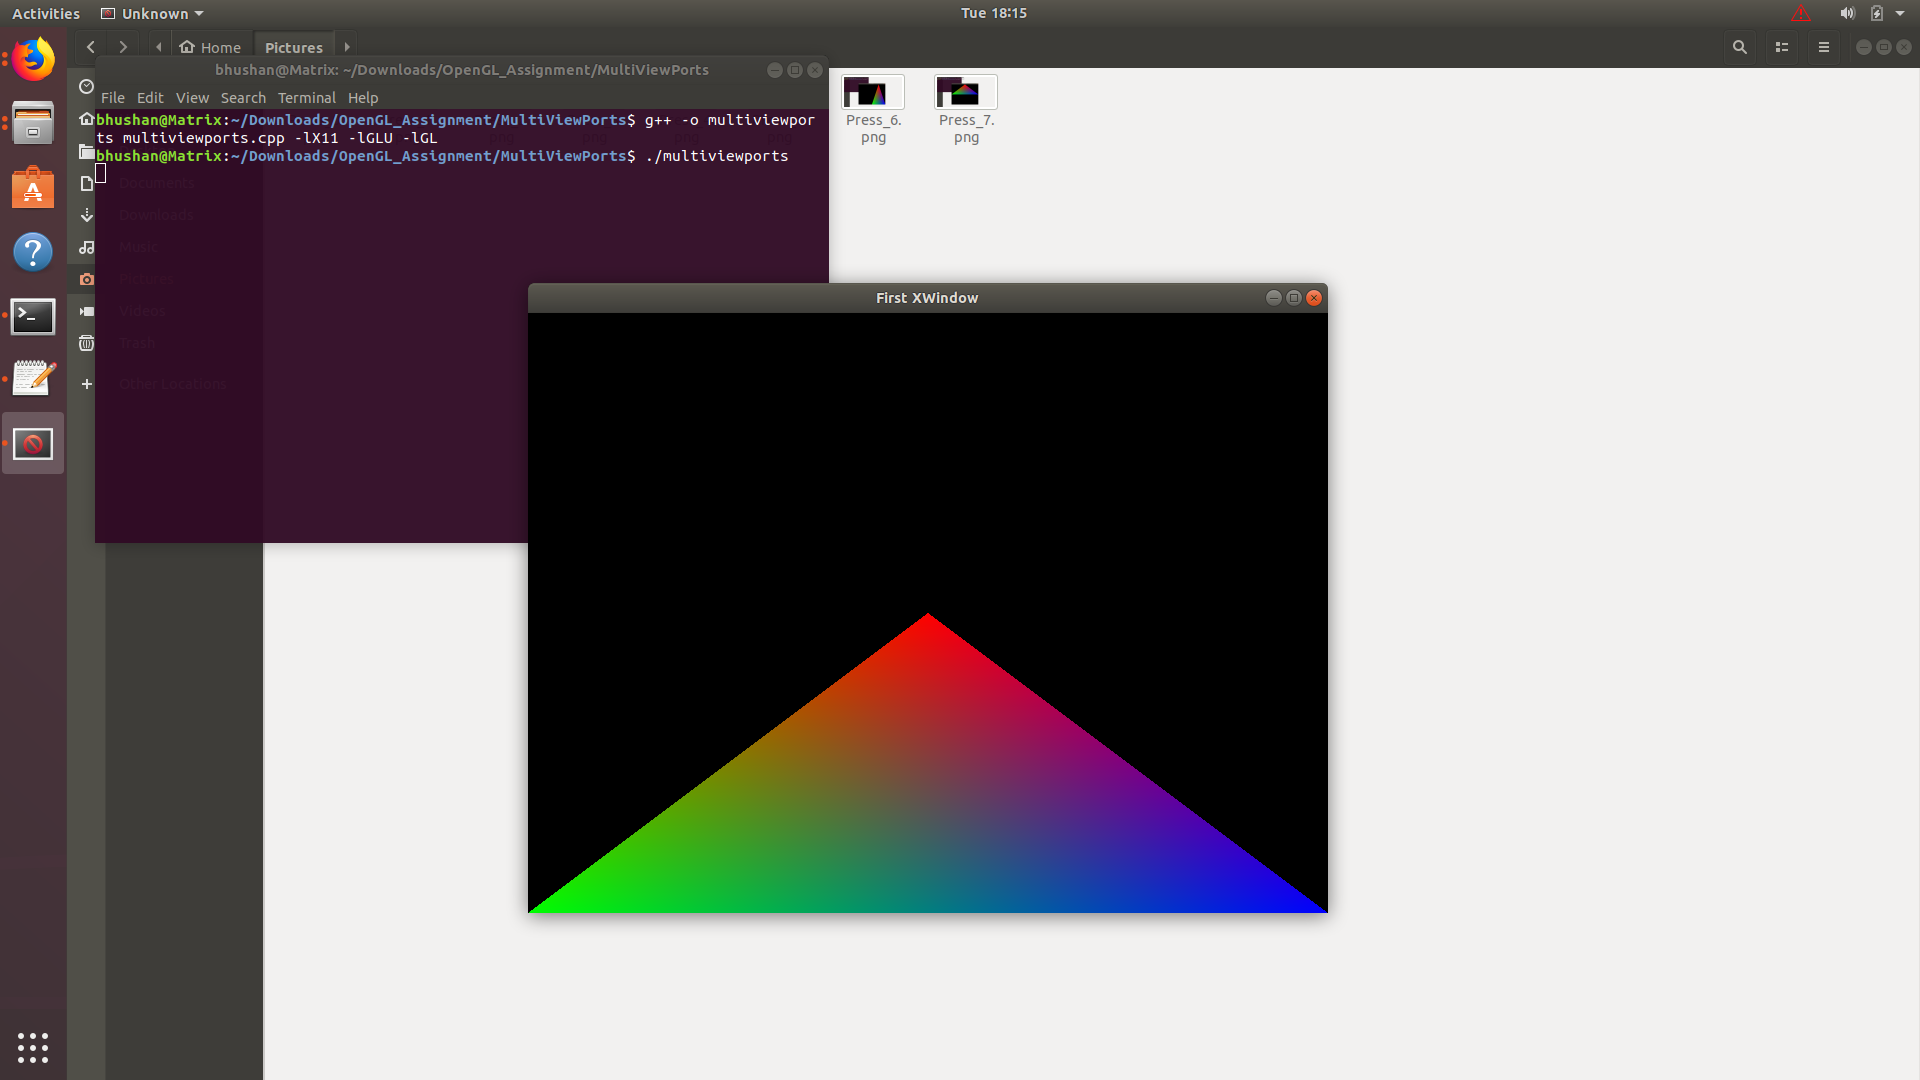 Activities Unknown Tue 18:15
Home Pictures
bhushan@Matrix: ~/Downloads/OpenGL_Assignment/MultiViewPorts
File Edit View Search Terminal Help
bhushan@Matrix:~/Downloads/OpenGL_Assignment/MultiViewPorts$ g++ -o multiviewpor
ts multiviewports.cpp -lX11 -lGLU -lGL
bhushan@Matrix:~/Downloads/OpenGL_Assignment/MultiViewPorts$ ./multiviewports
Documents
Downloads
Music
Pictures
Videos
Trash
Other Locations
Press_6.
png
Press_7.
png
First XWindow